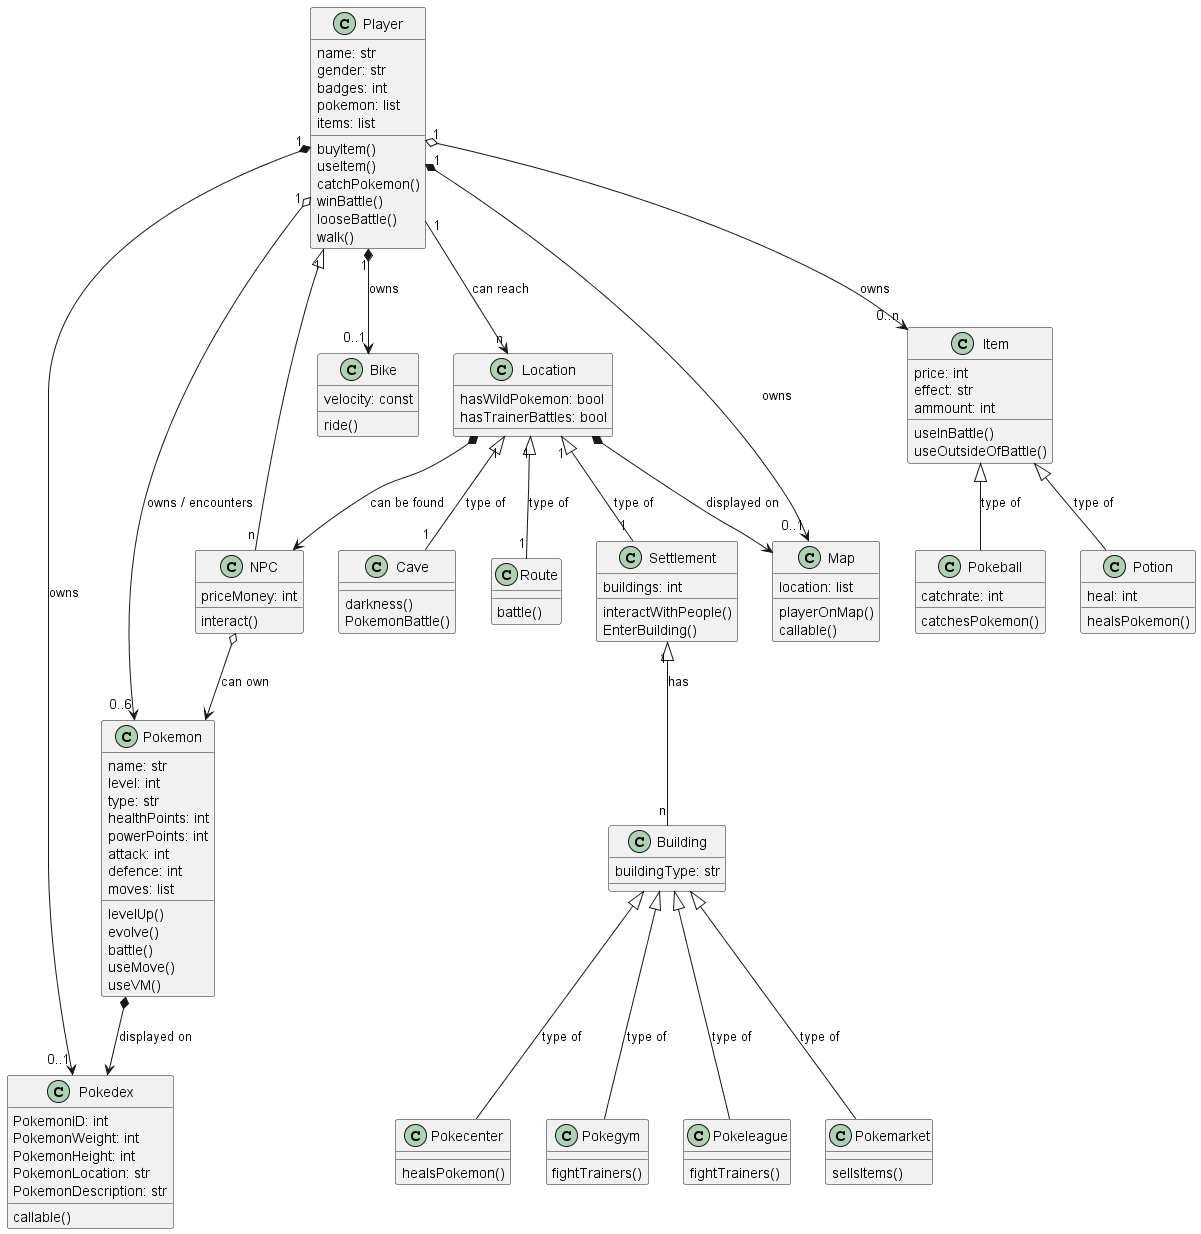 C Player
name: str
gender: str
badges: int
pokemon: list
items: list
buyItem()
useItem()
catchPokemon()
winBattle()
looseBattle()
walk()
1
1
1
1
1
1
1
owns
can reach
owns
0..1
n
0..n
C Bike
velocity: const
ride()
C Location
hasWildPokemon: bool
hasTrainerBattles: bool
C Item
price: int
effect: str
ammount: int
useInBattle()
useOutsideOfBattle()
owns
1
1
1
owns / encounters
can be found
type of
type of
type of
displayed on
type of
type of
n
1
1
1
0..1
C NPC
priceMoney: int
interact()
C Cave
darkness()
PokemonBattle()
C Route
battle()
C Settlement
buildings: int
interactWithPeople()
EnterBuilding()
C Map
location: list
playerOnMap()
callable()
C Pokeball
catchrate: int
catchesPokemon()
C Potion
heal: int
healsPokemon()
owns
1
can own
has
0..6
C Pokemon
name: str
level: int
type: str
healthPoints: int
powerPoints: int
attack: int
defence: int
moves: list
levelUp()
evolve()
battle()
useMove()
useVM()
n
C Building
buildingType: str
displayed on
type of
type of
type of
type of
0..1
C Pokedex
PokemonID: int
PokemonWeight: int
PokemonHeight: int
PokemonLocation: str
PokemonDescription: str
callable()
C Pokecenter
healsPokemon()
C Pokegym
fightTrainers()
C Pokeleague
fightTrainers()
C Pokemarket
sellsItems()